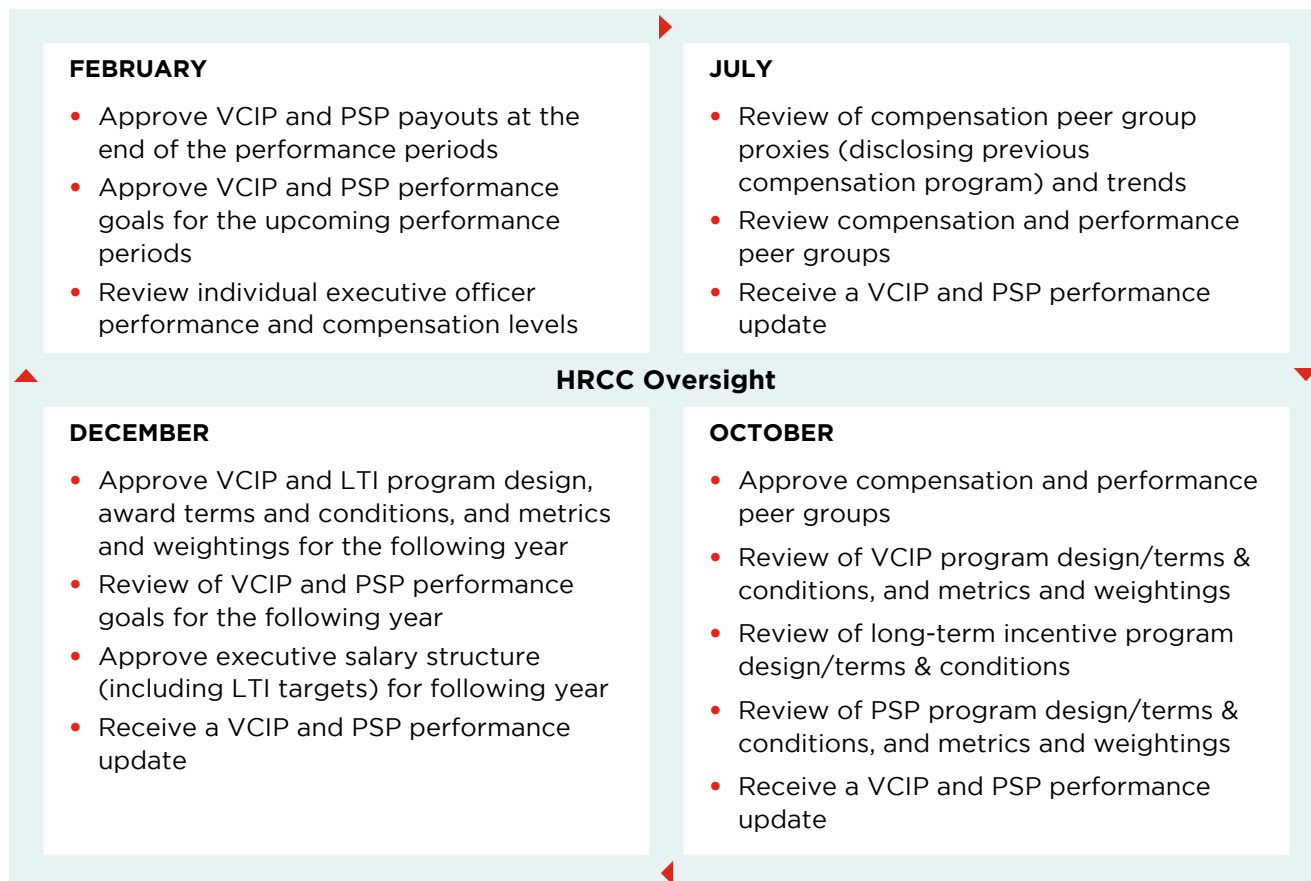 FEBRUARY
• Approve VCIP and PSP payouts at the
end of the performance periods
• Approve VCIP and PSP performance
goals for the upcoming performance
periods
• Review individual executive officer
performance and compensation levels
JULY
• Review of compensation peer group
proxies (disclosing previous
compensation program) and trends
• Review compensation and performance
peer groups
• Receive a VCIP and PSP performance
update
HRCC Oversight
DECEMBER
• Approve VCIP and LTI program design,
award terms and conditions, and metrics
and weightings for the following year
• Review of VCIP and PSP performance
goals for the following year
• Approve executive salary structure
(including LTI targets) for following year
• Receive a VCIP and PSP performance
update
OCTOBER
• Approve compensation and performance
peer groups
• Review of VCIP program design/terms &
conditions, and metrics and weightings
• Review of long-term incentive program
design/terms & conditions
• Review of PSP program design/terms &
conditions, and metrics and weightings
• Receive a VCIP and PSP performance
update